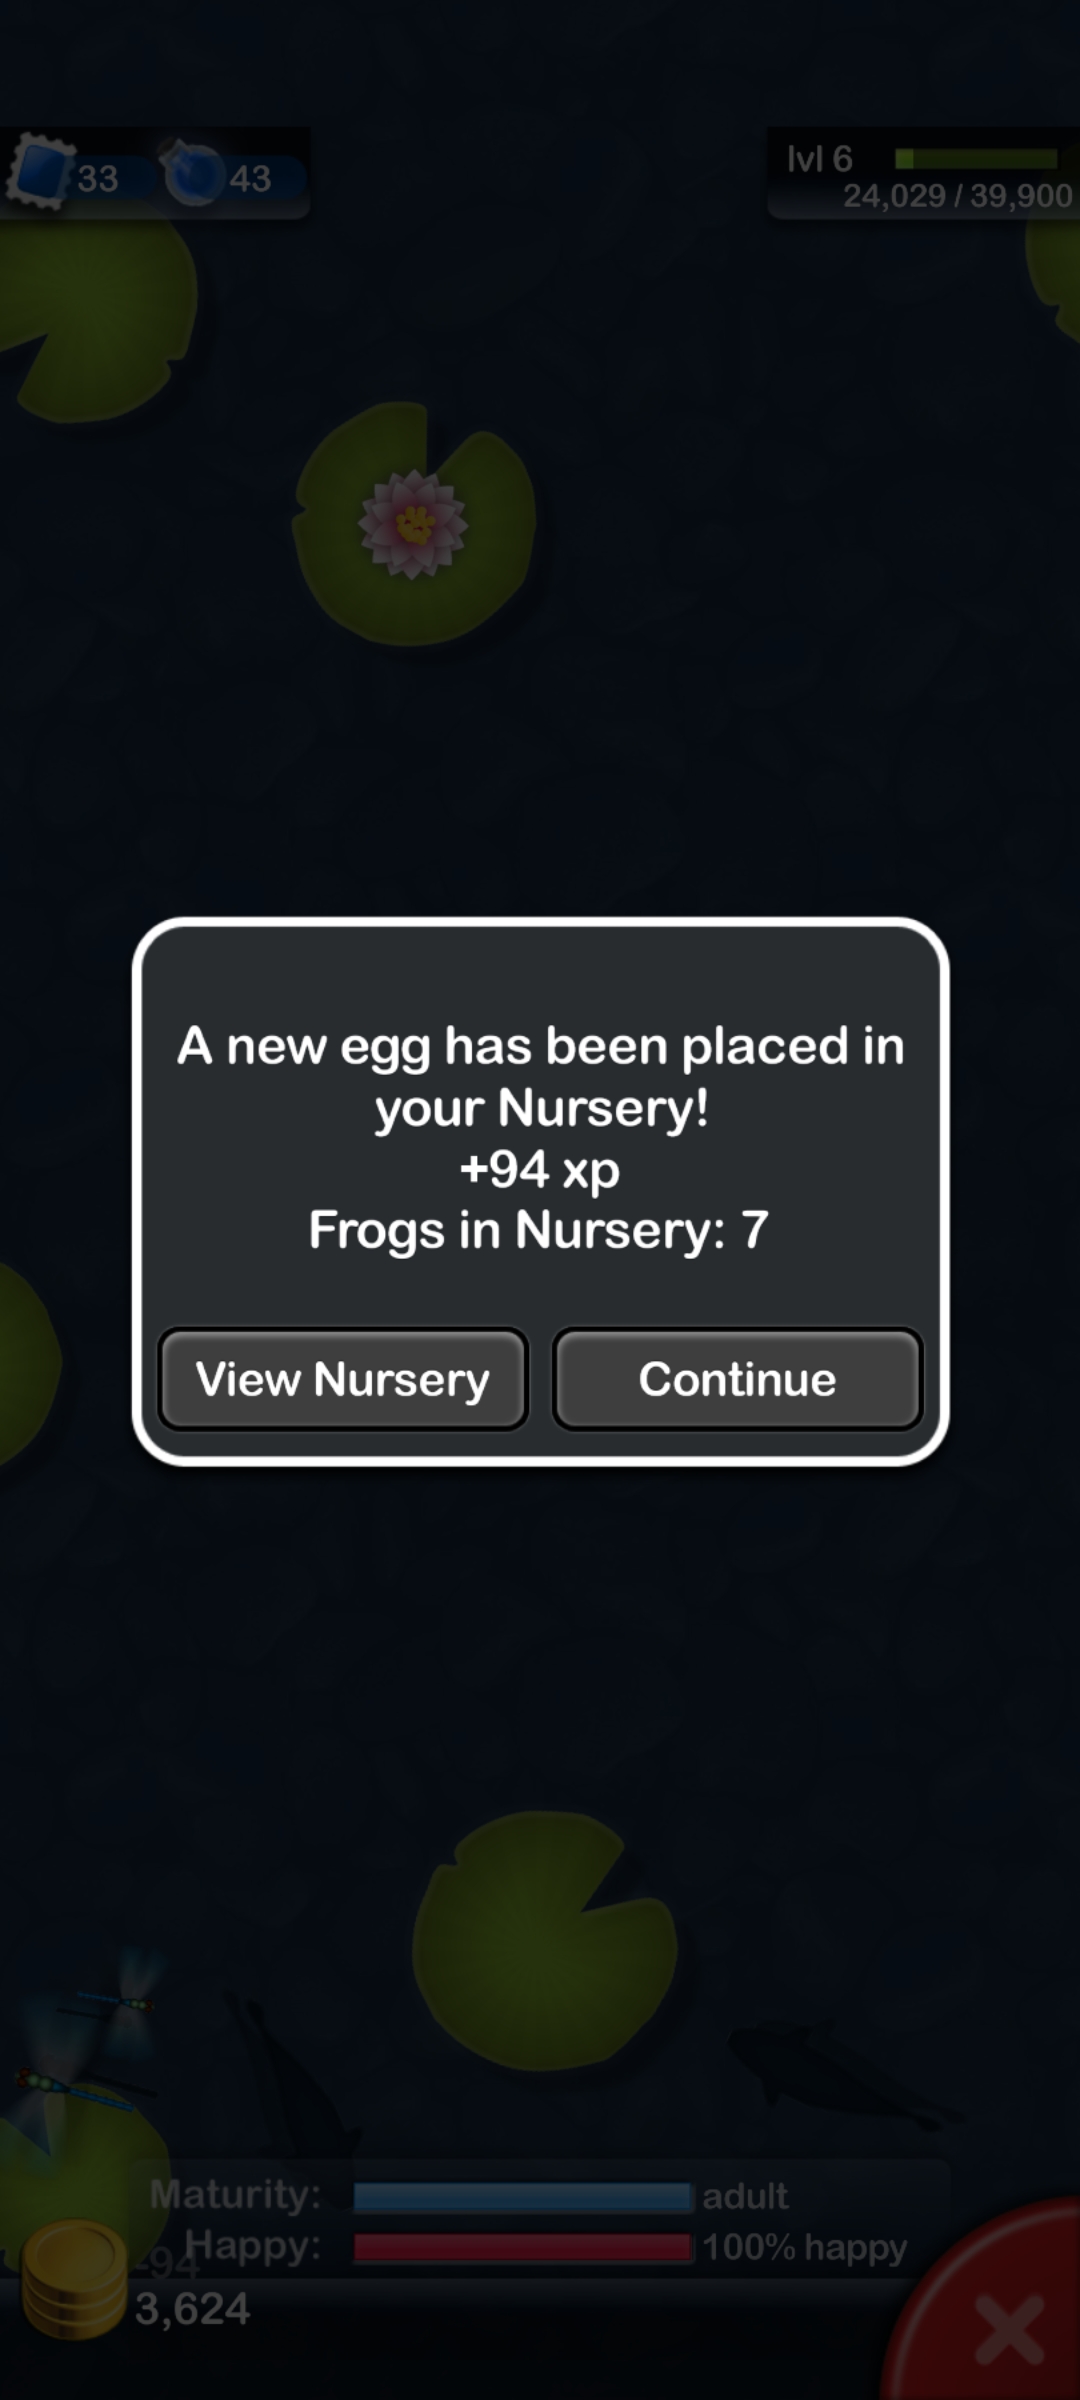 33 43
lvl 6
24,029 / 39,900
A new egg has been placed in
your Nursery!
+94 xp
Frogs in Nursery: 7
View Nursery Continue
Maturity: adult
Happy: 100% happy
-94
3,624